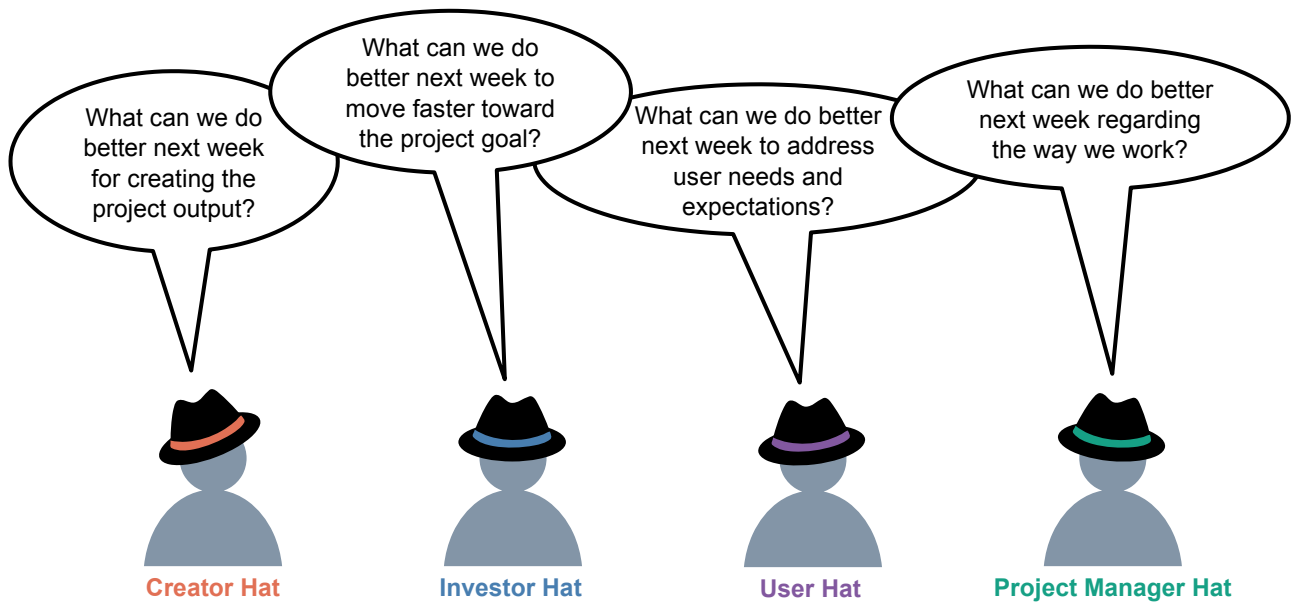 What can we do
better next week
for creating the
project output?
What can we do
better next week to
move faster toward
the project goal?
What can we do better
next week to address
user needs and
expectations?
What can we do better
next week regarding
the way we work?
Creator Hat
Investor Hat
User Hat
Project Manager Hat